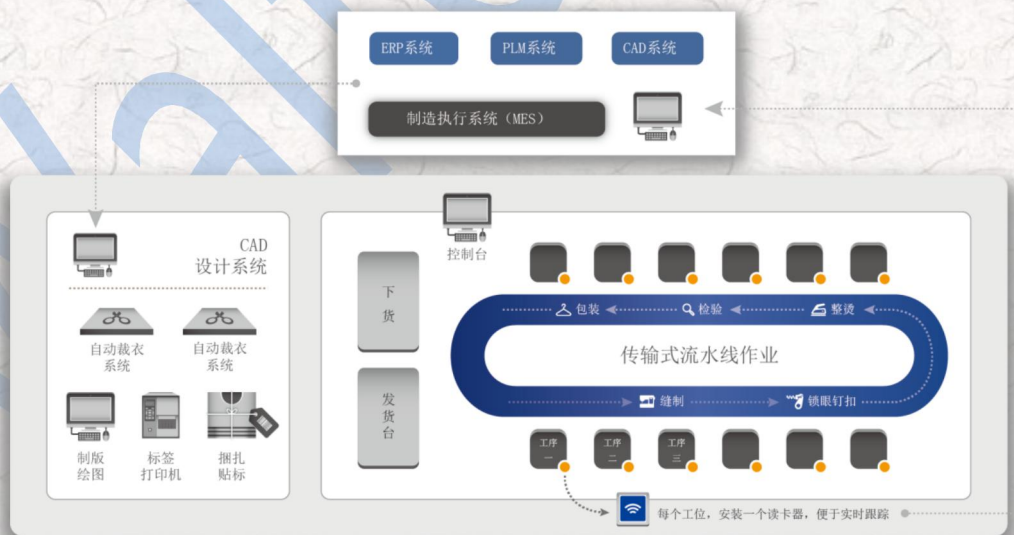 ERP系统
PLM系统
CAD系统
制造执行系统（MES）
CAD
设计系统
自动裁衣
系统
自动裁衣
系统
制版
绘图
标签
打印机
捆扎
贴标
控制台
下
货
发
货
台
包装
检验
整烫
传输式流水线作业
缝制
锁眼钉扣
工序
一
工序
二
工序
三
每个工位，安装一个读卡器，便于实时跟踪